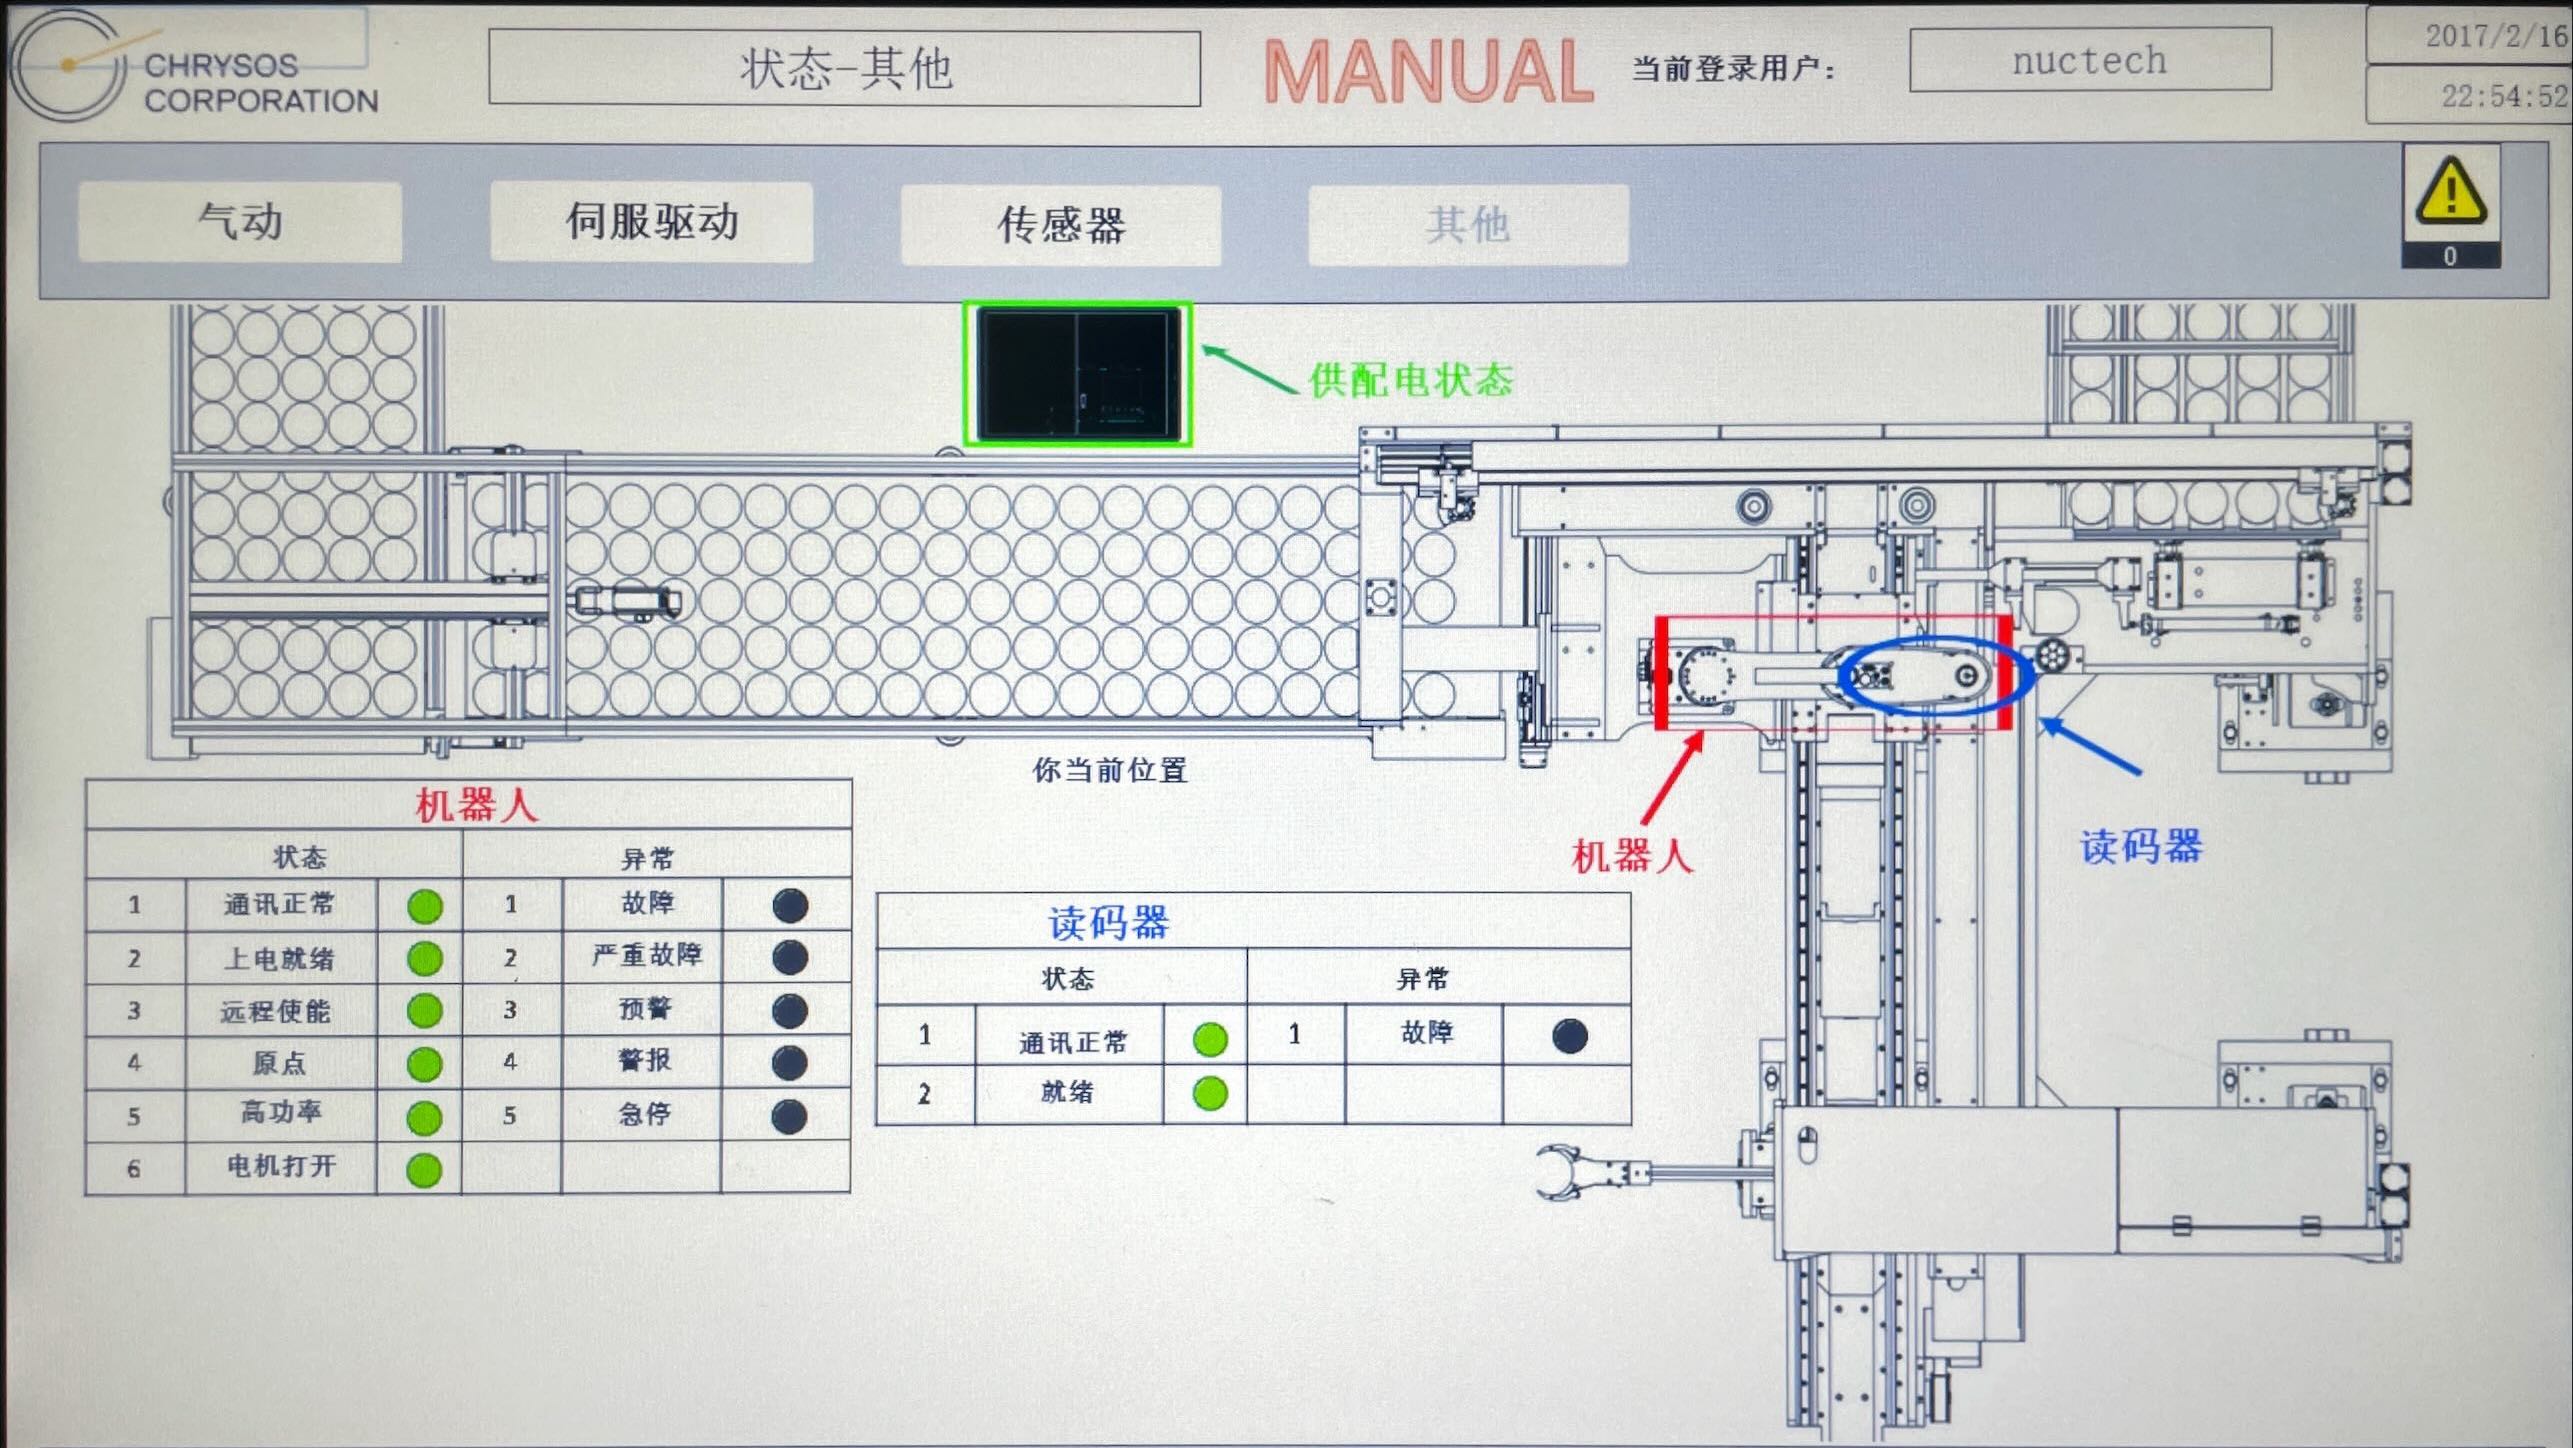 CHRYSOS
CORPORATION
状态-其他
MANUAL
当前登录用户：
nuctech
2017/2/16
22:54:52
气动
伺服驱动
传感器
其他
0
供配电状态
你当前位置
机器人
读码器
机器人
状态 异常
1 通讯正常 1 故障
2 上电就绪 2 严重故障
3 远程使能 3 预警
4 原点 4 警报
5 高功率 5 急停
6 电机打开
读码器
状态 异常
1 通讯正常 1 故障
2 就绪